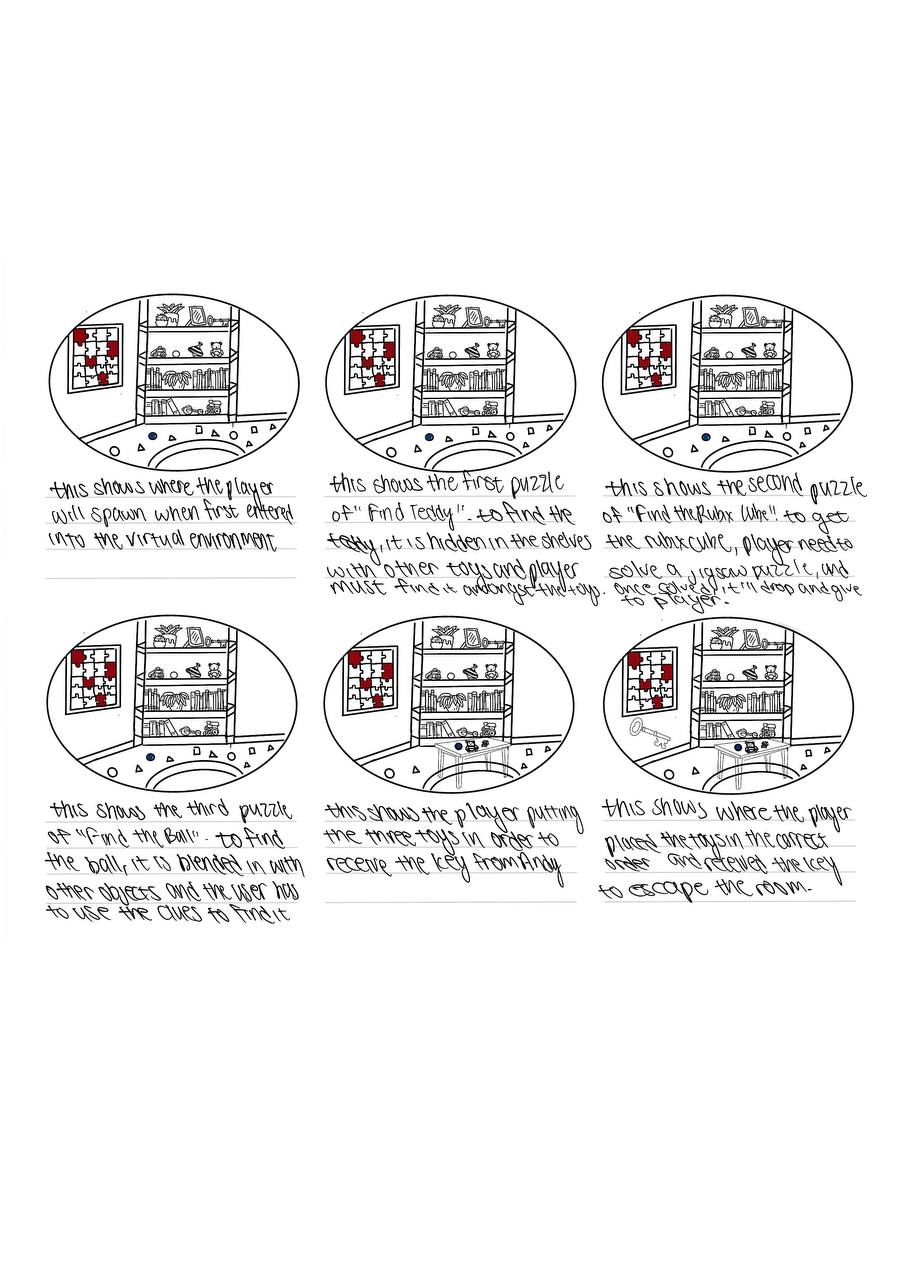 this shows where the player
will spawn when first entered
into the virtual environment
this shows the first puzzle
of "Find Teddy". to find the
teddy, it is hidden in the shelves
with other toys and player
must find it amongst the toys.
this shows the second puzzle
of "Find the Rubix Cube". to get
the rubix cube, player need to
solve a jigsaw puzzle, and
once solved, it'll drop and give
to player.
this shows the third puzzle
of "Find the Ball". to find
the ball, it is blended in with
other objects and the user has
to use the clues to find it
this shows the player putting
the three toys in order to
receive the key from Andy
this shows where the player
placed the toys in the correct
order and received the key
to escape the room.